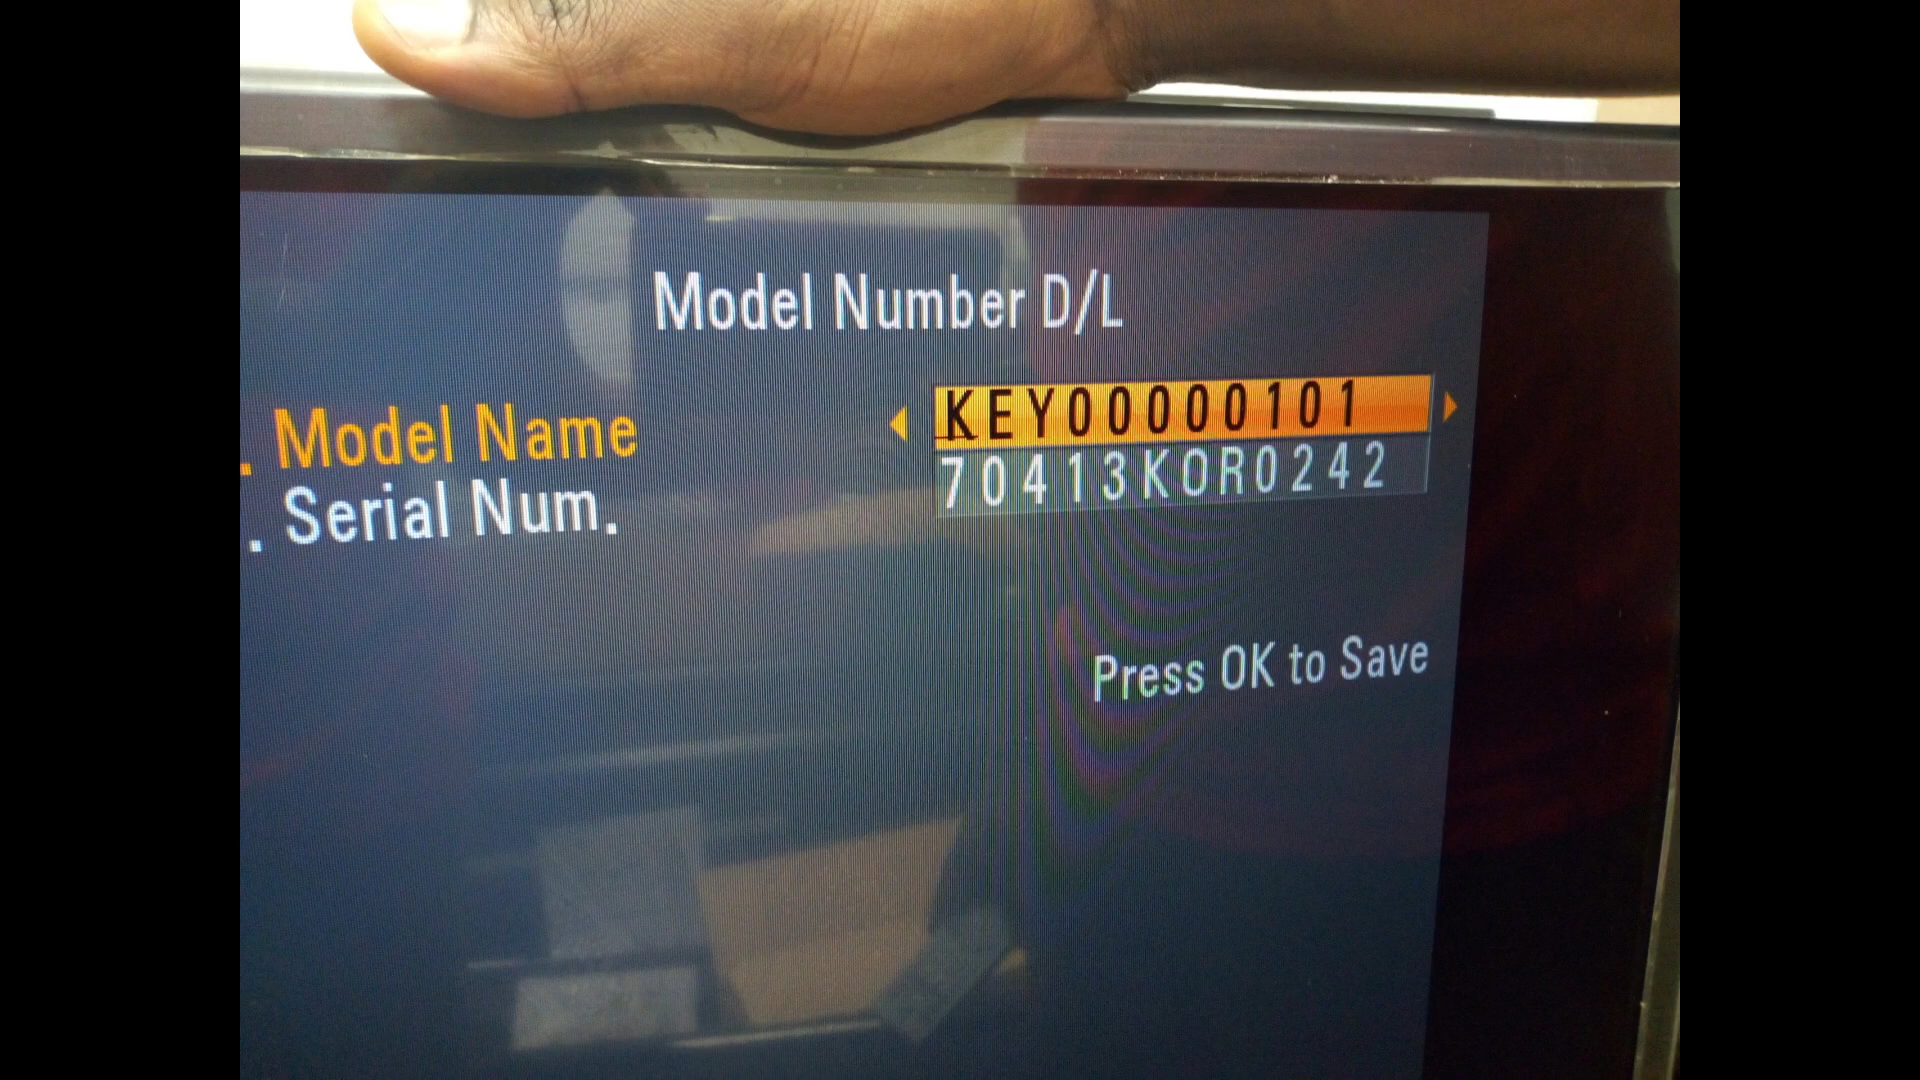 Model Number D/L
. Model Name KEY00000101
. Serial Num. 70413KOR0242
Press OK to Save